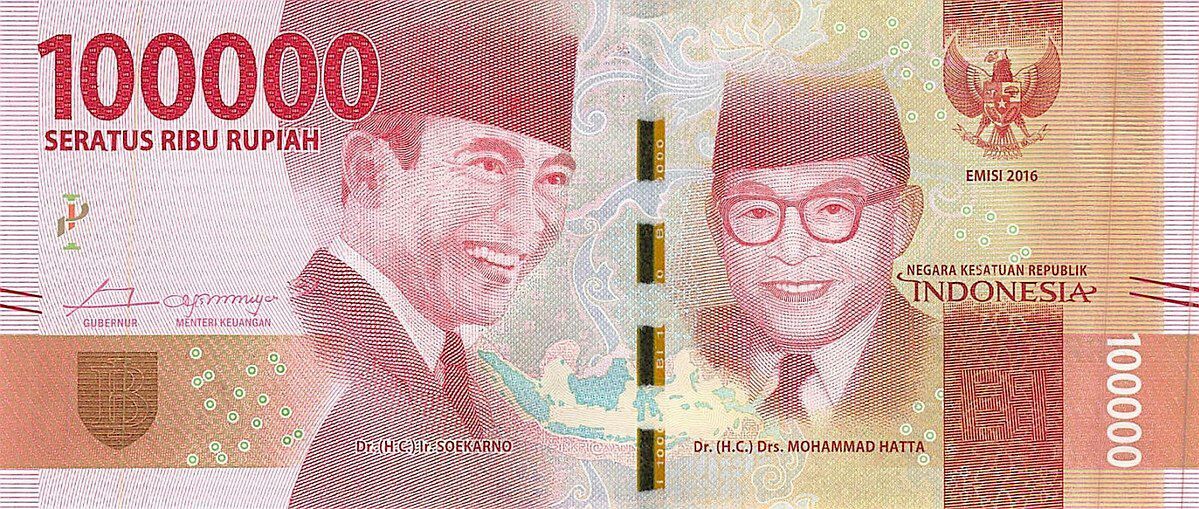 100000
SERATUS RIBU RUPIAH
EMISI 2016
NEGARA KESATUAN REPUBLIK
INDONESIA
GUBERNUR
MENTERI KEUANGAN
Dr. (H.C.) Ir. SOEKARNO
Dr. (H.C.) Drs. MOHAMMAD HATTA
100000